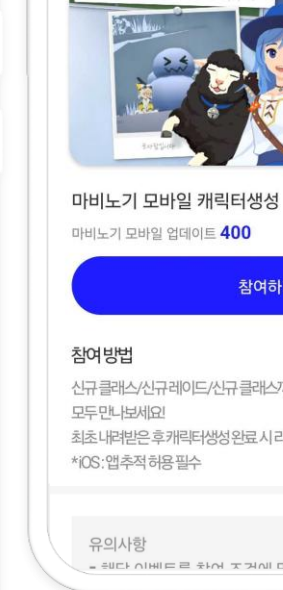 마비노기 모바일 캐릭터생성
마비노기 모바일 업데이트 400
참여하
참여방법
신규 클래스/신규 레이드/신규 클래스
모두 만나보세요!
최초 내려받은 후 캐릭터생성 완료 시
*iOS : 앱 추적 허용 필수
유의사항